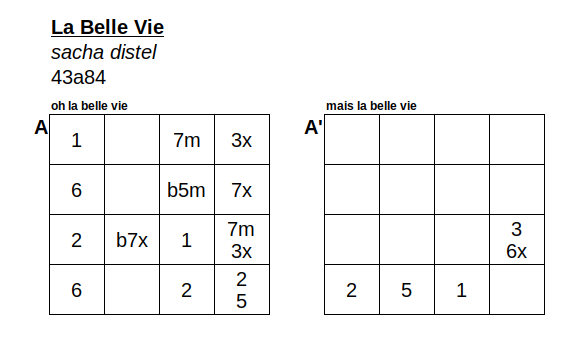 La Belle Vie
sacha distel
43a84
oh la belle vie
A
1 7m 3x
6 b5m 7x
2 b7x 1 7m 3x
6 2 2 5
mais la belle vie
A'
3 6x
2 5 1